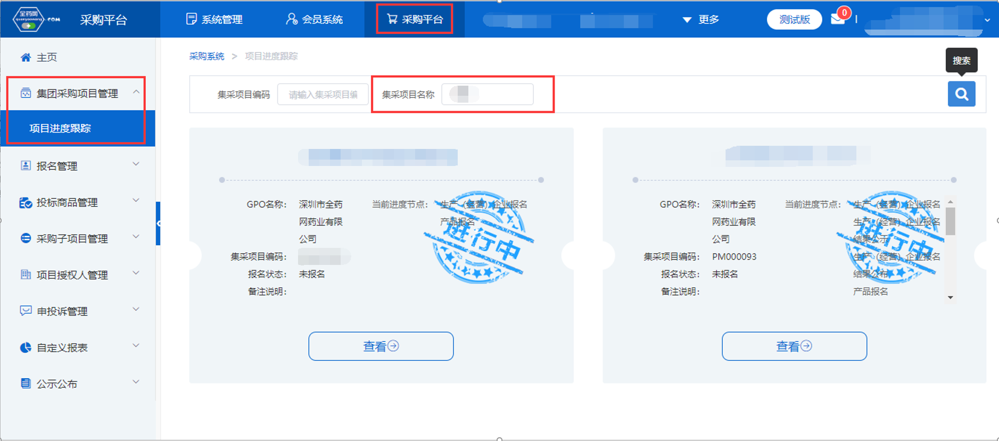 全药网
quanyaowang
.COM
采购平台
系统管理
会员系统
采购平台
更多
测试版
0
主页
集团采购项目管理
项目进度跟踪
报名管理
投标商品管理
采购子项目管理
项目授权人管理
申投诉管理
自定义报表
公示公布
采购系统 > 项目进度跟踪
搜索
集采项目编码 请输入集采项目编
集采项目名称
GPO名称： 深圳市全药
网药业有限
公司
当前进度节点： 生产（经营）企业报名
产品报名
进行中
集采项目编码：
报名状态： 未报名
备注说明：
查看
GPO名称： 深圳市全药
网药业有限
公司
当前进度节点： 生产（经营）企业报名
生产（经营）企业报名
结果公示
生产（经营）企业报名
结果公布
产品报名
进行中
集采项目编码： PM000093
报名状态： 未报名
备注说明：
查看